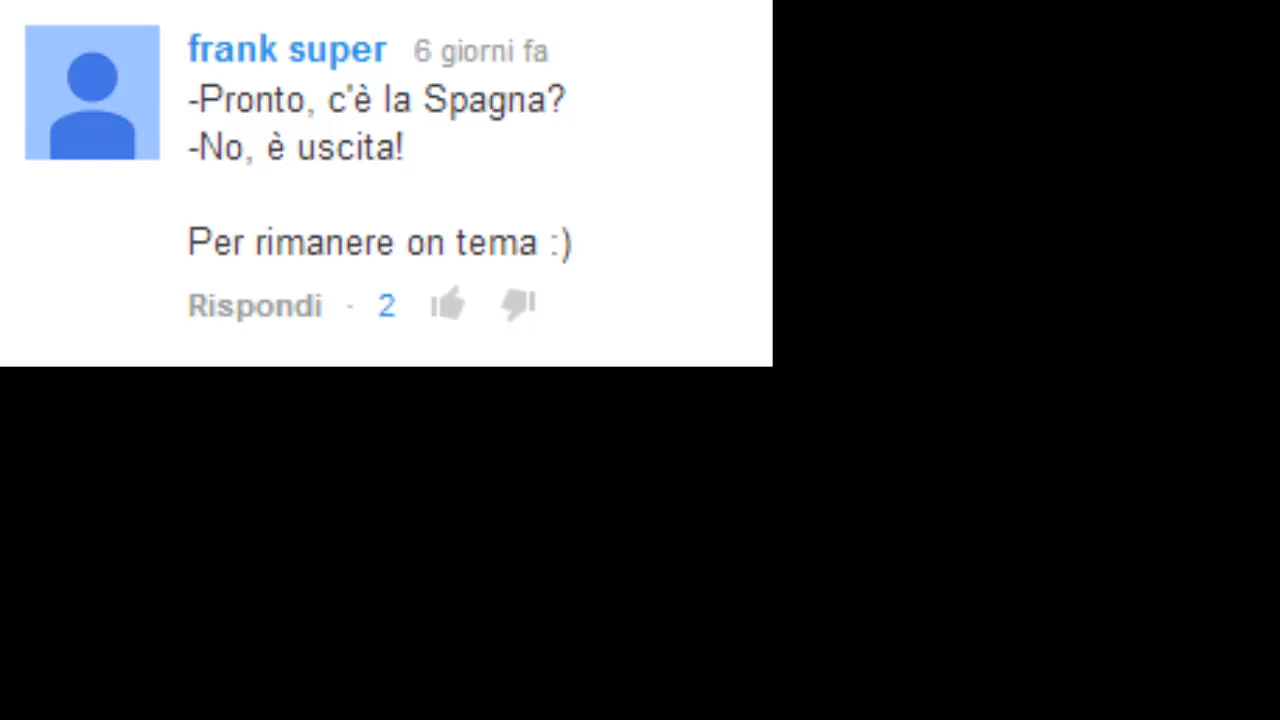 frank super 6 giorni fa
-Pronto, c'è la Spagna?
-No, è uscita!
Per rimanere on tema :)
Rispondi · 2